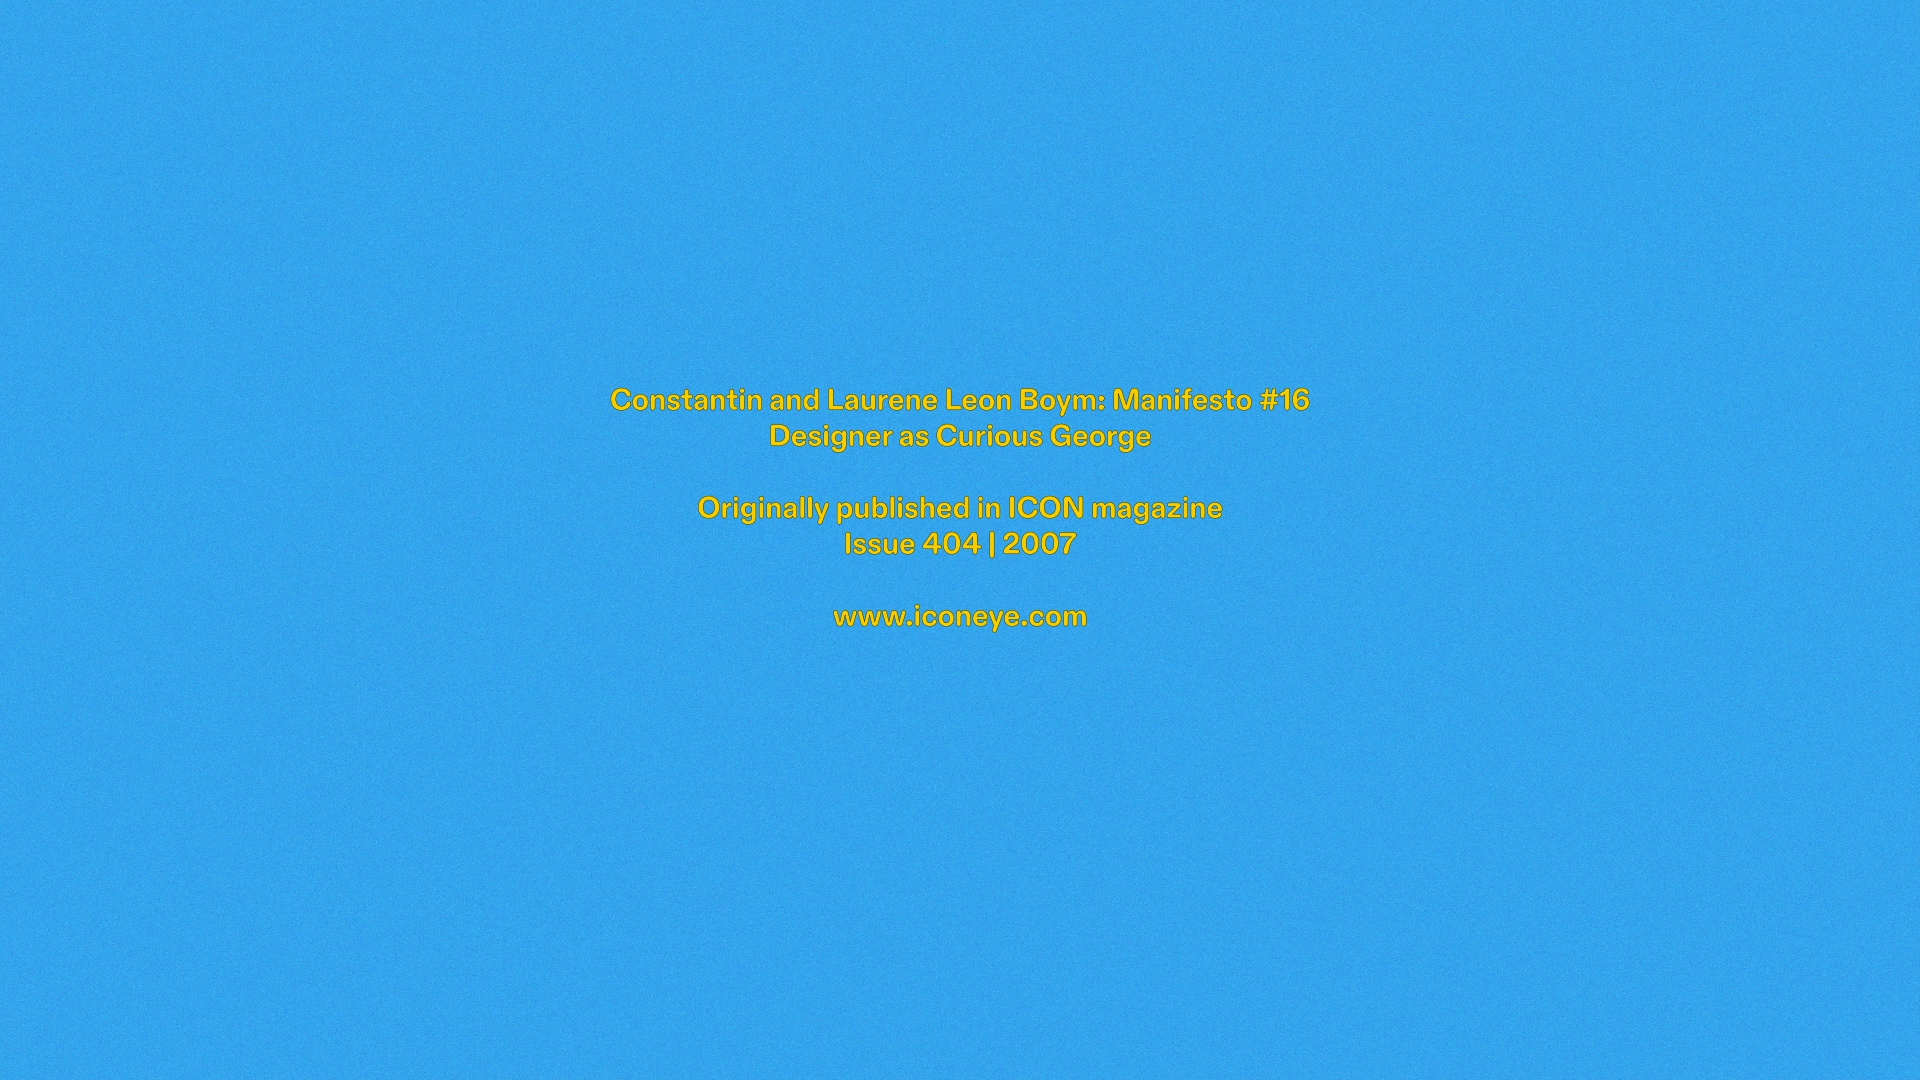 Constantin and Laurene Leon Boym: Manifesto #16
Designer as Curious George
Originally published in ICON magazine
Issue 404 | 2007
www.iconeye.com